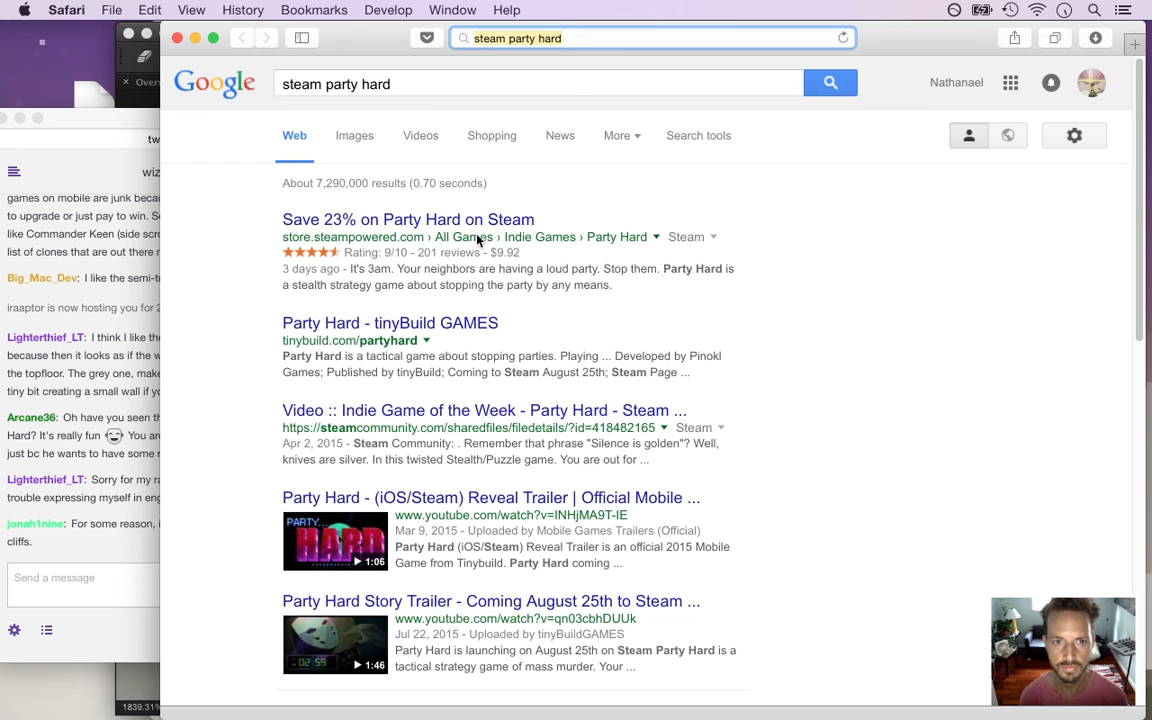 Safari File Edit View History Bookmarks Develop Window Help
steam party hard
Google
steam party hard
Nathanael
Web Images Videos Shopping News More Search tools
About 7,290,000 results (0.70 seconds)
Save 23% on Party Hard on Steam
store.steampowered.com › All Games › Indie Games › Party Hard Steam
Rating: 9/10 - 201 reviews - $9.92
3 days ago - It's 3am. Your neighbors are having a loud party. Stop them. Party Hard is
a stealth strategy game about stopping the party by any means.
Party Hard - tinyBuild GAMES
tinybuild.com/partyhard
Party Hard is a tactical game about stopping parties. Playing ... Developed by Pinokl
Games; Published by tinyBuild; Coming to Steam August 25th; Steam Page ...
Video :: Indie Game of the Week - Party Hard - Steam ...
https://steamcommunity.com/sharedfiles/filedetails/?id=418482165 Steam
Apr 2, 2015 - Steam Community: . Remember that phrase "Silence is golden"? Well,
knives are silver. In this twisted Stealth/Puzzle game. You are out for ...
Party Hard - (iOS/Steam) Reveal Trailer | Official Mobile ...
www.youtube.com/watch?v=INHjMA9T-IE
Mar 9, 2015 - Uploaded by Mobile Games Trailers (Official)
Party Hard (iOS/Steam) Reveal Trailer is an official 2015 Mobile
Game from Tinybuild. Party Hard coming ...
PARTY
HARD
1:06
Party Hard Story Trailer - Coming August 25th to Steam ...
www.youtube.com/watch?v=qn03cbhDUUk
Jul 22, 2015 - Uploaded by tinyBuildGAMES
Party Hard is launching on August 25th on Steam Party Hard is a
tactical strategy game of mass murder. Your ...
02:59
1:46
× Over
tw
wiz
games on mobile are junk becau
to upgrade or just pay to win. S
like Commander Keen (side scr
list of clones that are out there
Big_Mac_Dev: I like the semi-t
iraaptor is now hosting you for 2
Lighterthief_LT: I think I like the
because then it looks as if the w
the topfloor. The grey one, make
tiny bit creating a small wall if y
Arcane36: Oh have you seen th
Hard? It's really fun You are
just bc he wants to have some
Lighterthief_LT: Sorry for my ra
trouble expressing myself in en
jonah1nine: For some reason, i
cliffs.
Send a message
1839.31%